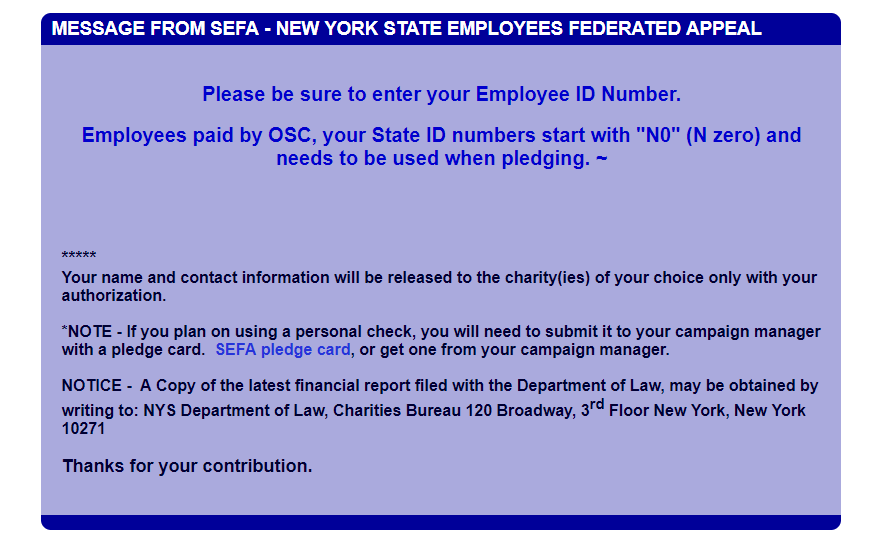 MESSAGE FROM SEFA - NEW YORK STATE EMPLOYEES FEDERATED APPEAL
Please be sure to enter your Employee ID Number.
Employees paid by OSC, your State ID numbers start with "N0" (N zero) and
needs to be used when pledging. ~
*****
Your name and contact information will be released to the charity(ies) of your choice only with your
authorization.
*NOTE - If you plan on using a personal check, you will need to submit it to your campaign manager
with a pledge card.  SEFA pledge card, or get one from your campaign manager.
NOTICE -  A Copy of the latest financial report filed with the Department of Law, may be obtained by
writing to: NYS Department of Law, Charities Bureau 120 Broadway, 3rd Floor New York, New York
10271
Thanks for your contribution.